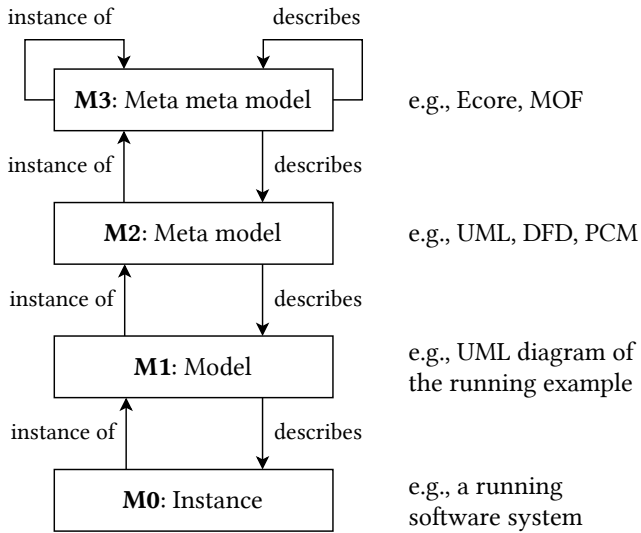 instance of
describes
M3: Meta meta model
e.g., Ecore, MOF
instance of
describes
M2: Meta model
e.g., UML, DFD, PCM
instance of
describes
M1: Model
e.g., UML diagram of
the running example
instance of
describes
M0: Instance
e.g., a running
software system